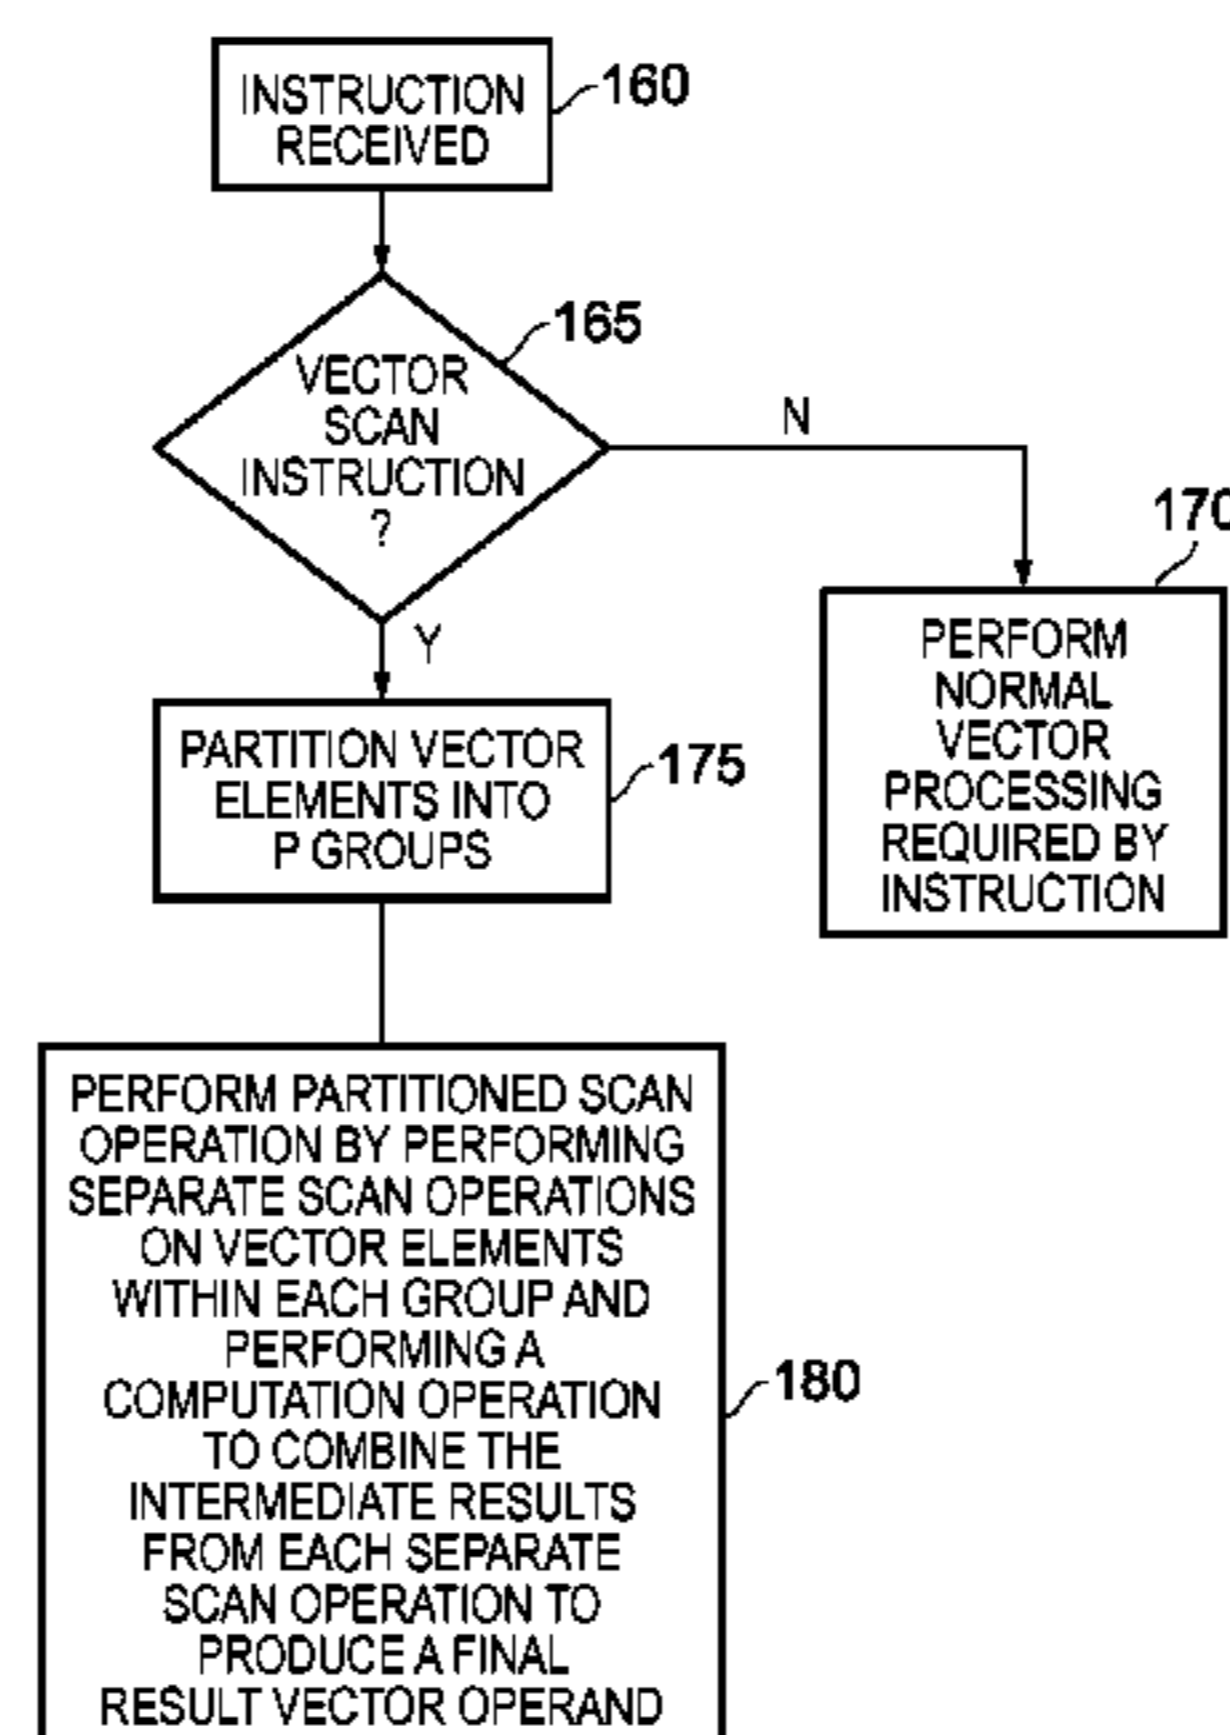 INSTRUCTION
RECEIVED
160
165
VECTOR
SCAN
INSTRUCTION
?
N
170
Y
PERFORM
NORMAL
VECTOR
PROCESSING
REQUIRED BY
INSTRUCTION
PARTITION VECTOR
ELEMENTS INTO
P GROUPS
175
PERFORM PARTITIONED SCAN
OPERATION BY PERFORMING
SEPARATE SCAN OPERATIONS
ON VECTOR ELEMENTS
WITHIN EACH GROUP AND
PERFORMING A
COMPUTATION OPERATION
TO COMBINE THE
INTERMEDIATE RESULTS
FROM EACH SEPARATE
SCAN OPERATION TO
PRODUCE A FINAL
RESULT VECTOR OPERAND
180